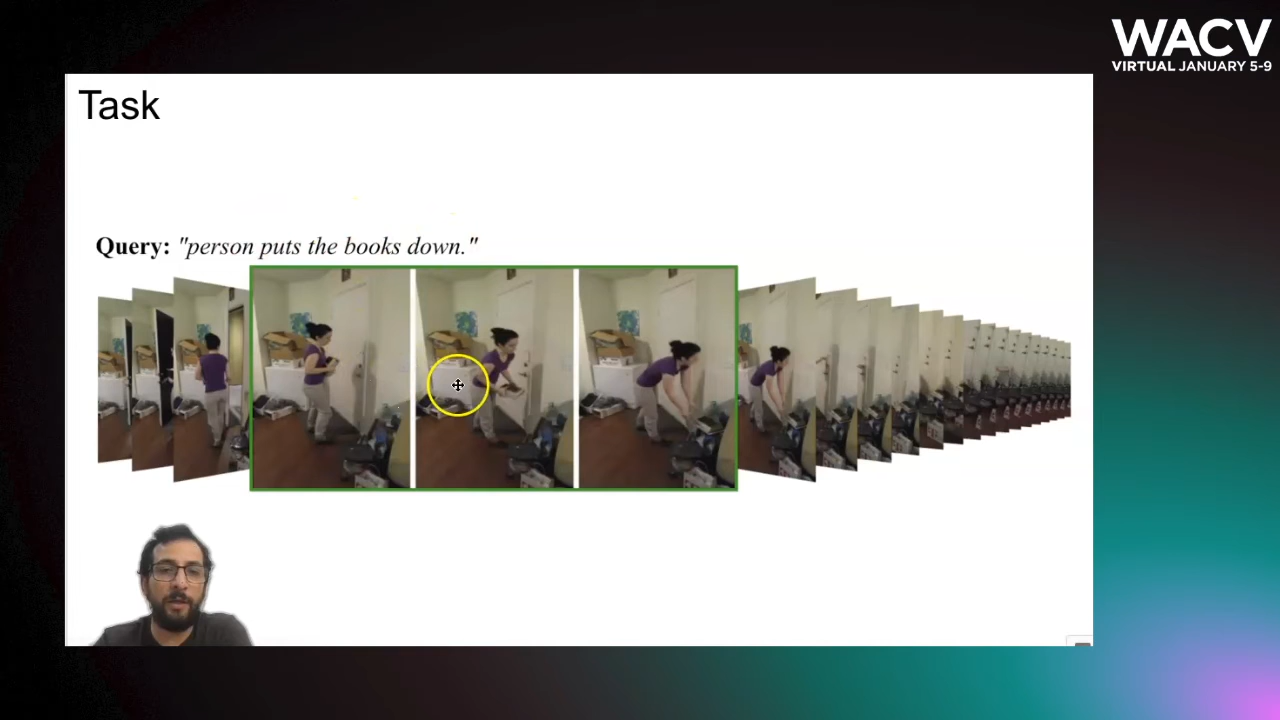 WACV
VIRTUAL JANUARY 5-9
Task
Query: "person puts the books down."